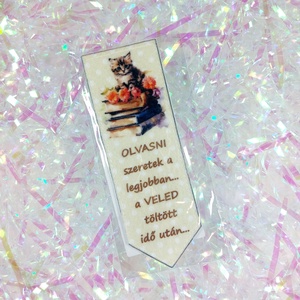 OLVASNI
szeretek a
legjobban...
a VELED
töltött
idő után...